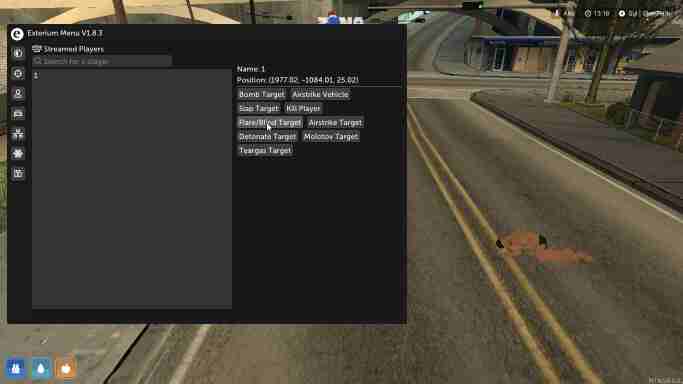 Exterium Menu V1.8.3
Streamed Players
Search for a player
1
Name: 1
Position: (1977.02, -1084.01, 25.02)
Bomb Target
Airstrike Vehicle
Slap Target
Kill Player
Flare/Blind Target
Airstrike Target
Detonate Target
Molotov Target
Teargas Target